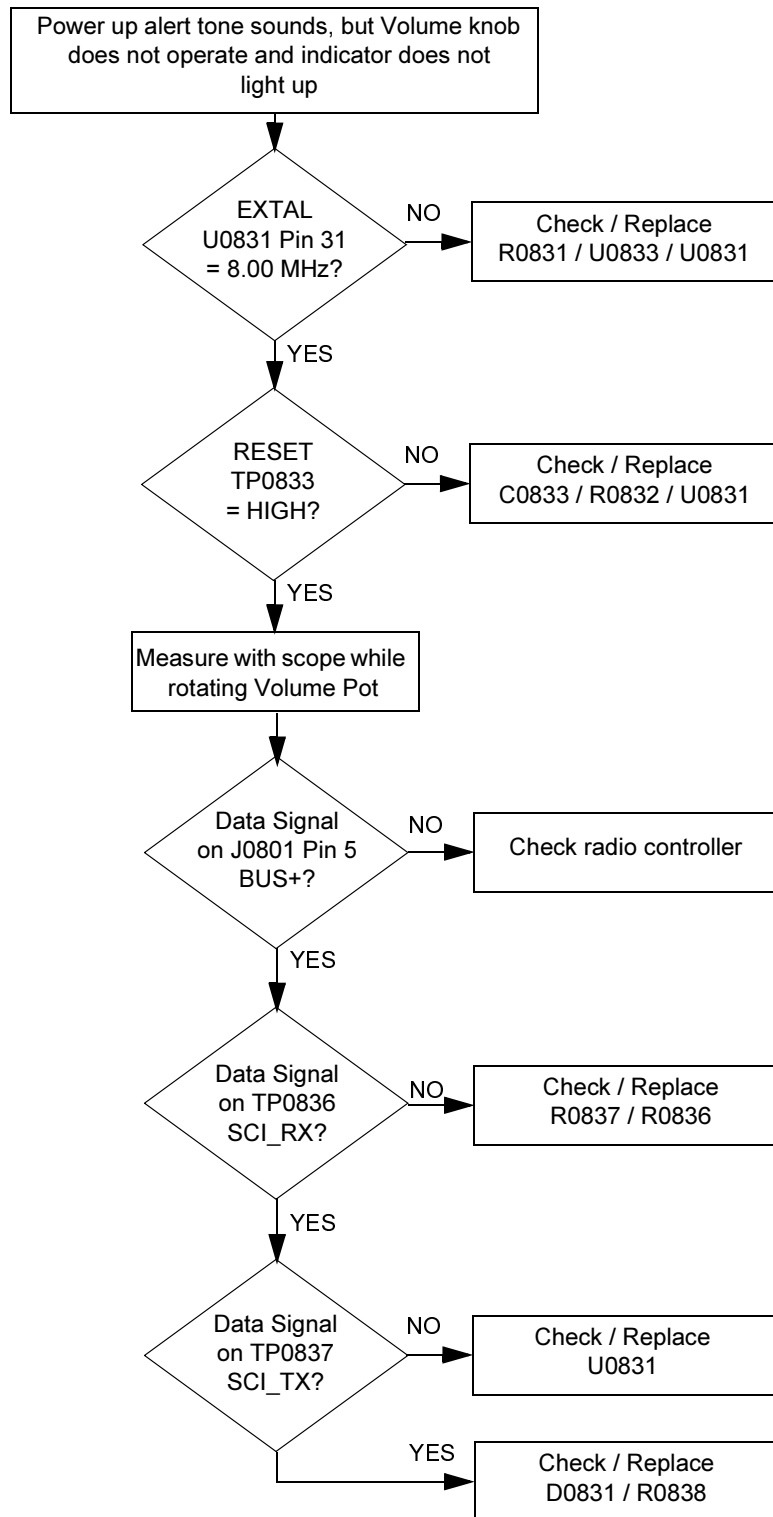 Power up alert tone sounds, but Volume knob
does not operate and indicator does not
light up
EXTAL
U0831 Pin 31
= 8.00 MHz?
NO
Check / Replace
R0831 / U0833 / U0831
YES
RESET
TP0833
= HIGH?
NO
Check / Replace
C0833 / R0832 / U0831
YES
Measure with scope while
rotating Volume Pot
Data Signal
on J0801 Pin 5
BUS+?
NO
Check radio controller
YES
Data Signal
on TP0836
SCI_RX?
NO
Check / Replace
R0837 / R0836
YES
Data Signal
on TP0837
SCI_TX?
NO
Check / Replace
U0831
YES
Check / Replace
D0831 / R0838